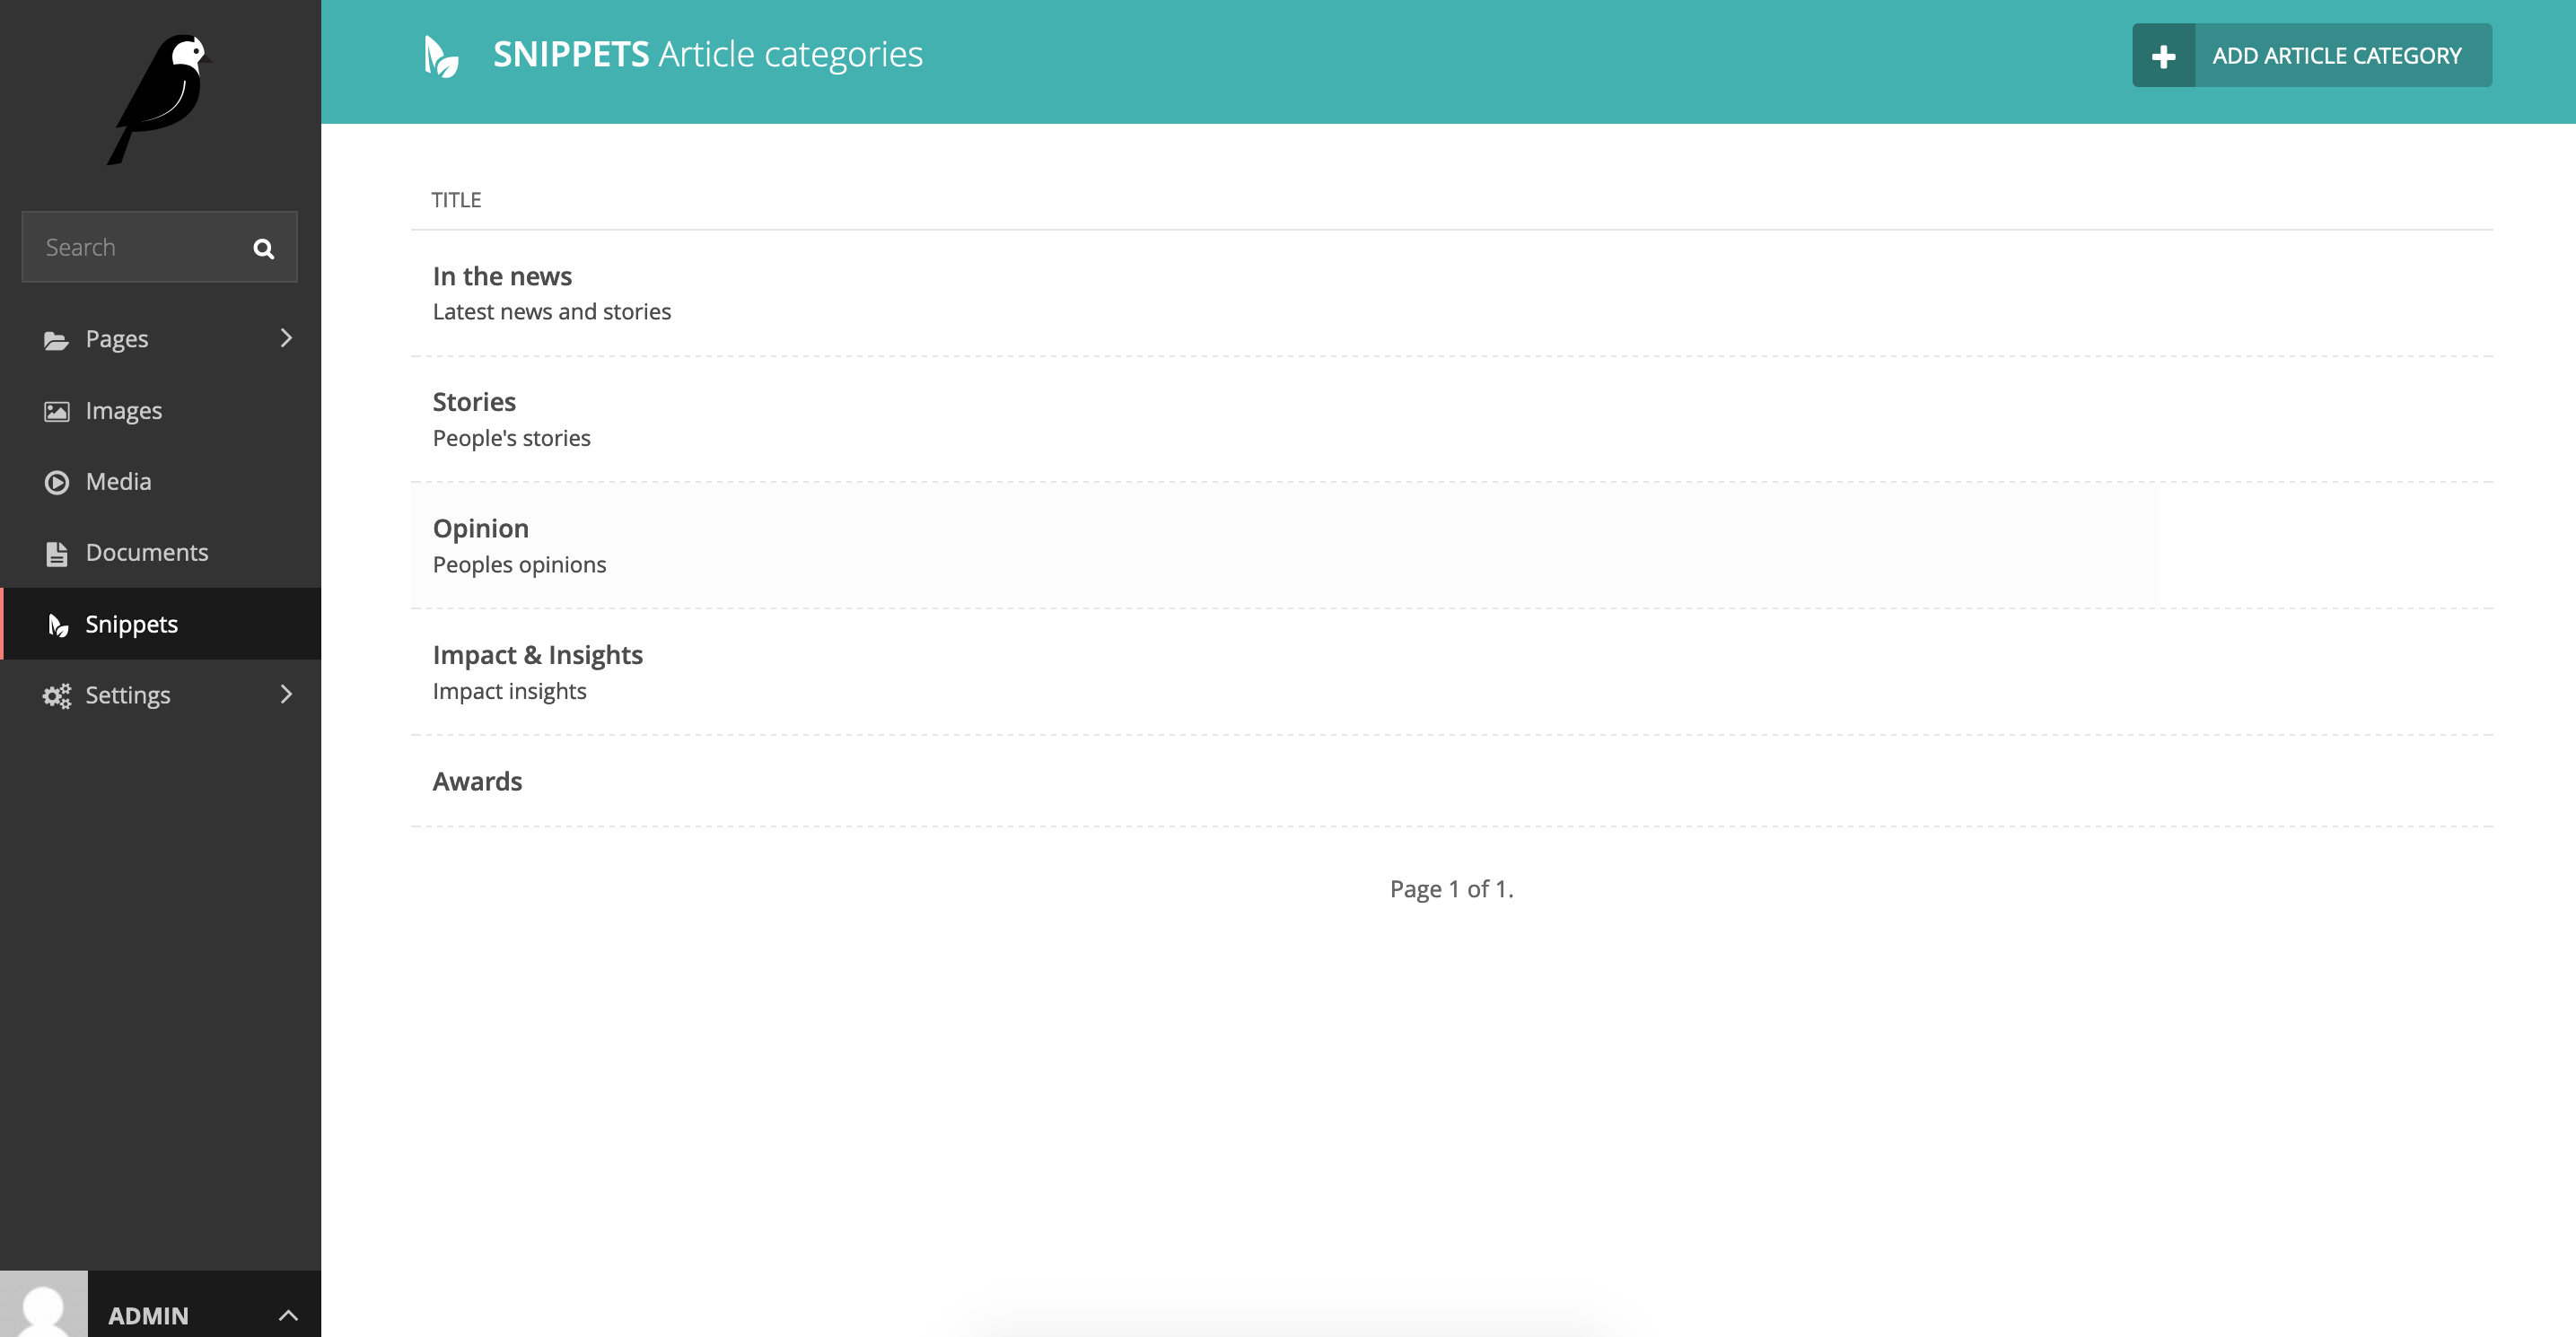 SNIPPETS Article categories
ADD ARTICLE CATEGORY
Search
Pages
Images
Media
Documents
Snippets
Settings
ADMIN
TITLE
In the news
Latest news and stories
Stories
People's stories
Opinion
Peoples opinions
Impact & Insights
Impact insights
Awards
Page 1 of 1.